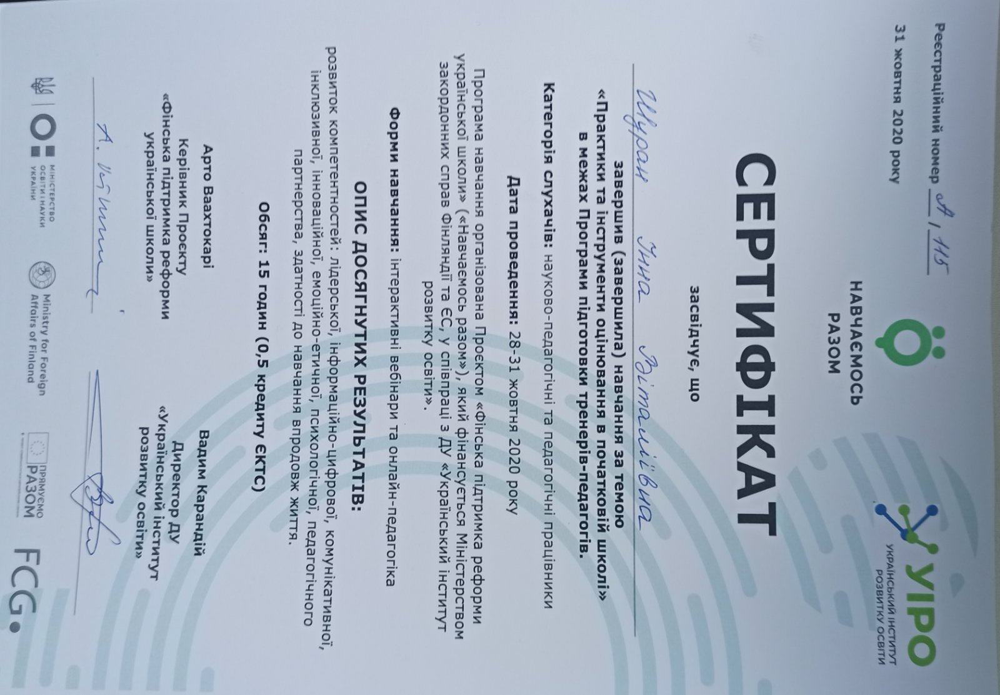 Реєстраційний номер А / 115
31 жовтня 2020 року
НАВЧАЄМОСЬ
РАЗОМ
УІРО
УКРАЇНСЬКИЙ ІНСТИТУТ
РОЗВИТКУ ОСВІТИ
СЕРТИФІКАТ
засвідчує, що
Шуран Інна Віталіївна
завершив (завершила) навчання за темою
«Практики та інструменти оцінювання в початковій школі»
в межах Програми підготовки тренерів-педагогів.
Категорія слухачів: науково-педагогічні та педагогічні працівники
Дата проведення: 28-31 жовтня 2020 року
Програма навчання організована Проєктом «Фінська підтримка реформи
української школи» («Навчаємось разом»), який фінансується Міністерством
закордонних справ Фінляндії та ЄС, у співпраці з ДУ «Український інститут
розвитку освіти».
Форми навчання: інтерактивні вебінари та онлайн-педагогіка
ОПИС ДОСЯГНУТИХ РЕЗУЛЬТАТІВ:
розвиток компетентностей: лідерської, інформаційно-цифрової, комунікативної,
інклюзивної, інноваційної, емоційно-етичної, психологічної, педагогічного
партнерства, здатності до навчання впродовж життя.
Обсяг: 15 годин (0,5 кредиту ЄКТС)
Арто Ваахтокарі
Керівник Проєкту
«Фінська підтримка реформи
української школи»
Вадим Карандій
Директор ДУ
«Український інститут
розвитку освіти»
МІНІСТЕРСТВО
ОСВІТИ І НАУКИ
УКРАЇНИ
Ministry for Foreign
Affairs of Finland
ПРЯМУЄМО
РАЗОМ
FCG.